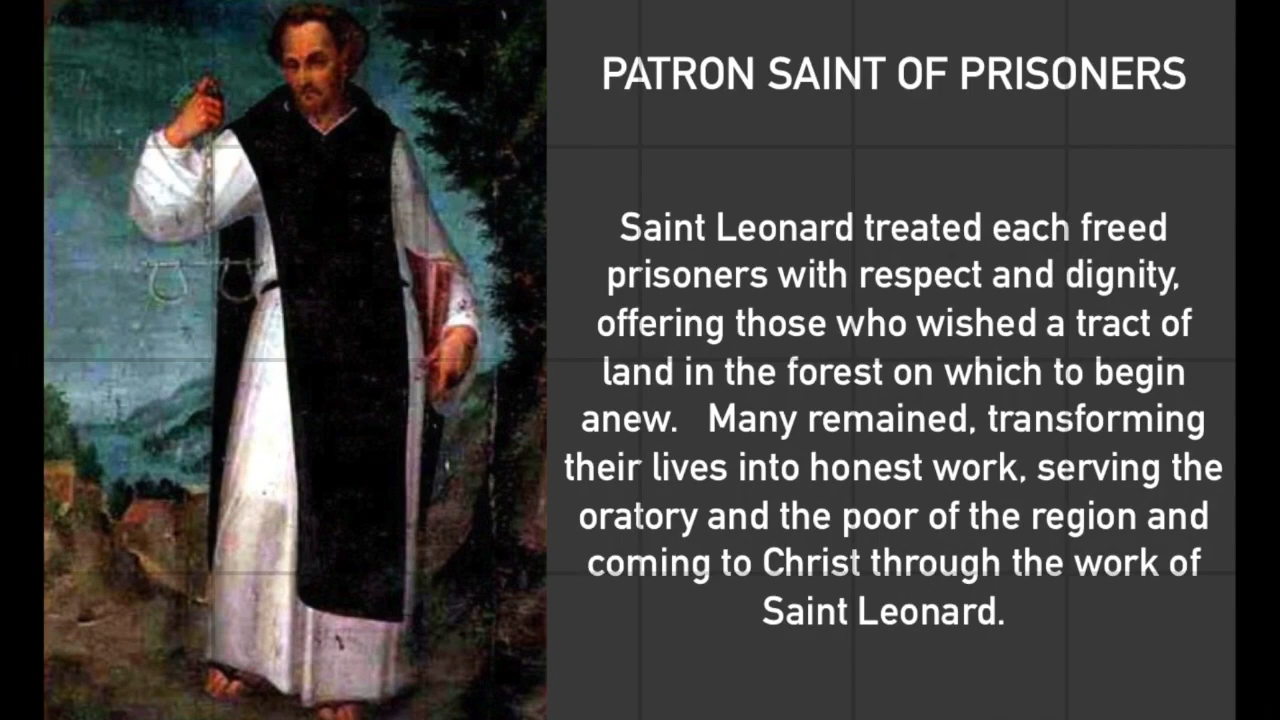 PATRON SAINT OF PRISONERS
Saint Leonard treated each freed
prisoners with respect and dignity,
offering those who wished a tract of
land in the forest on which to begin
anew.   Many remained, transforming
their lives into honest work, serving the
oratory and the poor of the region and
coming to Christ through the work of
Saint Leonard.